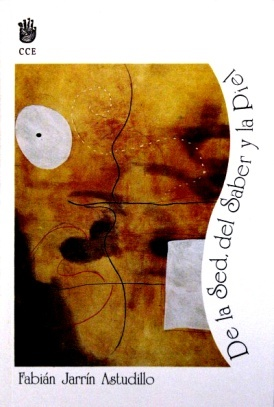 CCE
De la Sed, del Saber y la Piel
Fabián Jarrín Astudillo